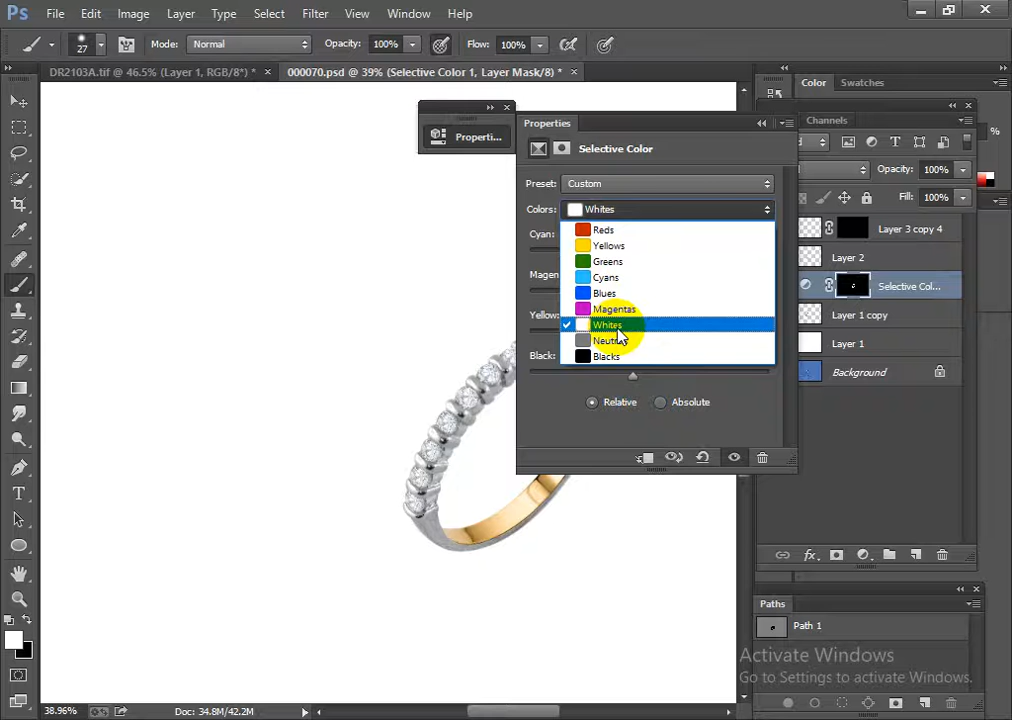 Ps File Edit Image Layer Type Select Filter View Window Help
27 Mode: Normal Opacity: 100% Flow: 100%
DR2103A.tif @ 46.5% (Layer 1, RGB/8*) * × 000070.psd @ 39% (Selective Color 1, Layer Mask/8) * ×
Color Swatches
Properti...
Properties
Channels
%
Selective Color
Opacity: 100%
Preset: Custom
Fill: 100%
Colors: Whites
Reds
Layer 3 copy 4
Cyan:
Yellows
Layer 2
Greens
Magen
Cyans
Selective Col...
Blues
Yellow:
Magentas
Layer 1 copy
Whites
Neutr
Layer 1
Black:
Blacks
Background
Relative Absolute
fx
Paths
Path 1
Activate Windows
Go to Settings to activate Windows.
38.96% Doc: 34.8M/42.2M